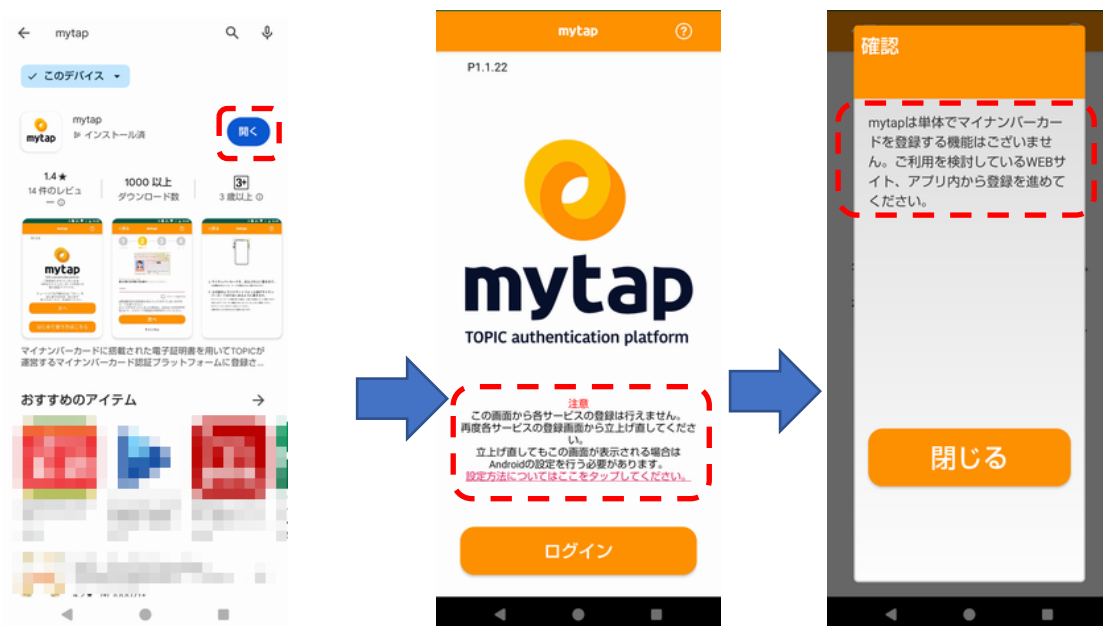 mytap
このデバイス
mytap
インストール済
開く
mytap
1.4★
14 件のレビュー
1000 以上
ダウンロード数
3+
3 歳以上
mytap
マイナンバーカードに搭載された電子証明書を用いてTOPICが
運営するマイナンバーカード認証プラットフォームに登録さ...
おすすめのアイテム
mytap
P1.1.22
mytap
TOPIC authentication platform
注意
この画面から各サービスの登録は行えません。
再度各サービスの登録画面から立上げ直してくださ
い。
立上げ直してもこの画面が表示される場合は
Androidの設定を行う必要があります。
設定方法についてはここをタップしてください。
ログイン
確認
mytapは単体でマイナンバーカー
ドを登録する機能はございませ
ん。ご利用を検討しているWEBサ
イト、アプリ内から登録を進めて
ください。
閉じる